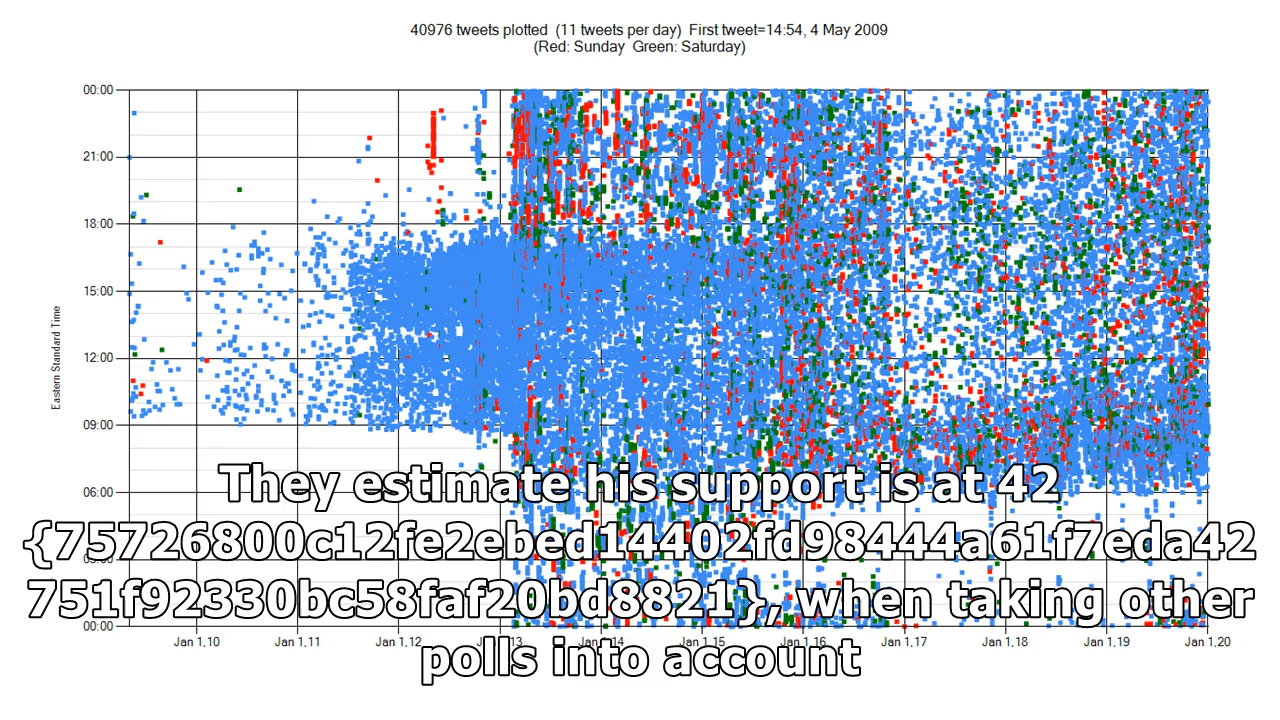 40976 tweets plotted (11 tweets per day) First tweet=14:54, 4 May 2009
(Red: Sunday Green: Saturday)
00:00
21:00
18:00
15:00
12:00
09:00
06:00
03:00
00:00
Eastern Standard Time
They estimate his support is at 42
{75726800c12fe2ebed14402fd98444a61f7eda42
751f92330bc58faf20bd8821}, when taking other
polls into account
Jan 1,10
Jan 1,11
Jan 1,12
Jan 1,13
Jan 1,14
Jan 1,15
Jan 1,16
Jan 1,17
Jan 1,18
Jan 1,19
Jan 1,20